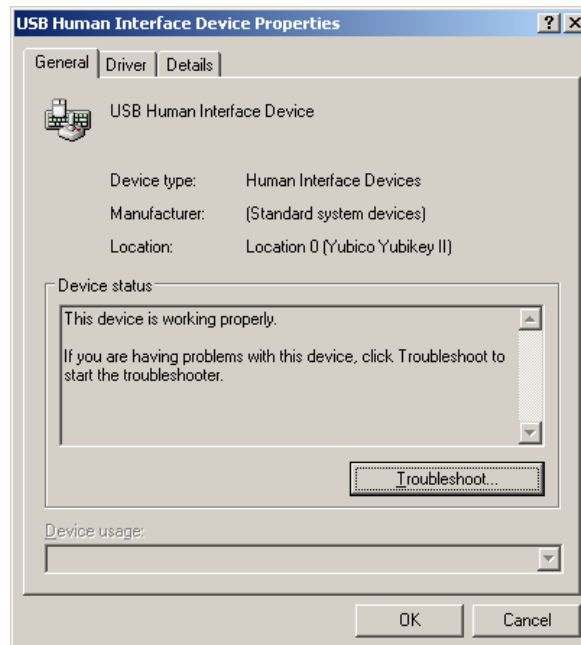 USB Human Interface Device Properties
General Driver Details
USB Human Interface Device
Device type: Human Interface Devices
Manufacturer: (Standard system devices)
Location: Location 0 (Yubico Yubikey II)
Device status
This device is working properly.
If you are having problems with this device, click Troubleshoot to
start the troubleshooter.
Troubleshoot...
Device usage:
OK Cancel